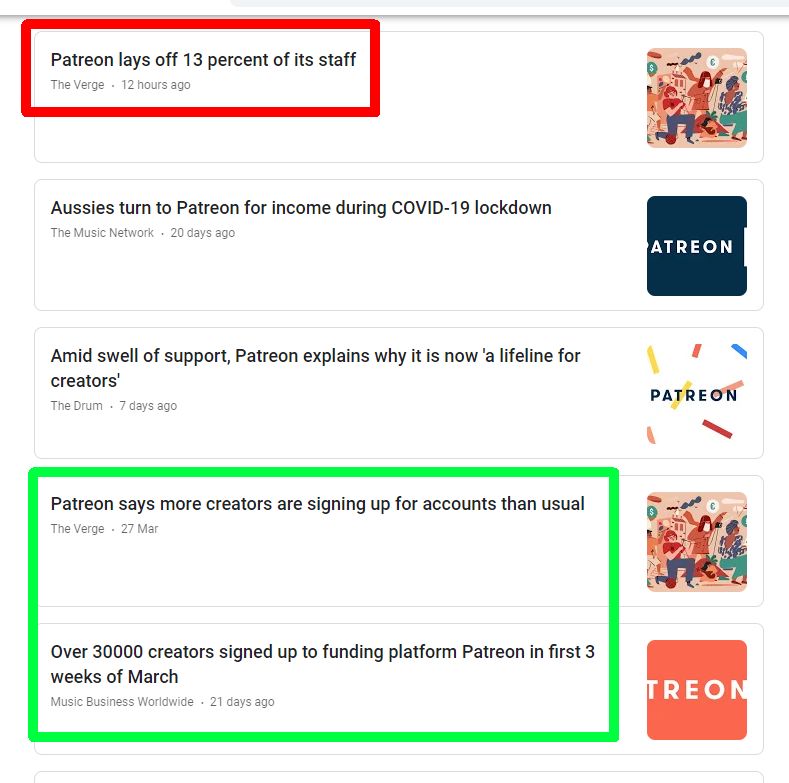 Patreon lays off 13 percent of its staff
The Verge · 12 hours ago
Aussies turn to Patreon for income during COVID-19 lockdown
The Music Network · 20 days ago
PATREON
Amid swell of support, Patreon explains why it is now 'a lifeline for
creators'
The Drum · 7 days ago
PATREON
Patreon says more creators are signing up for accounts than usual
The Verge · 27 Mar
Over 30000 creators signed up to funding platform Patreon in first 3
weeks of March
Music Business Worldwide · 21 days ago
TREON